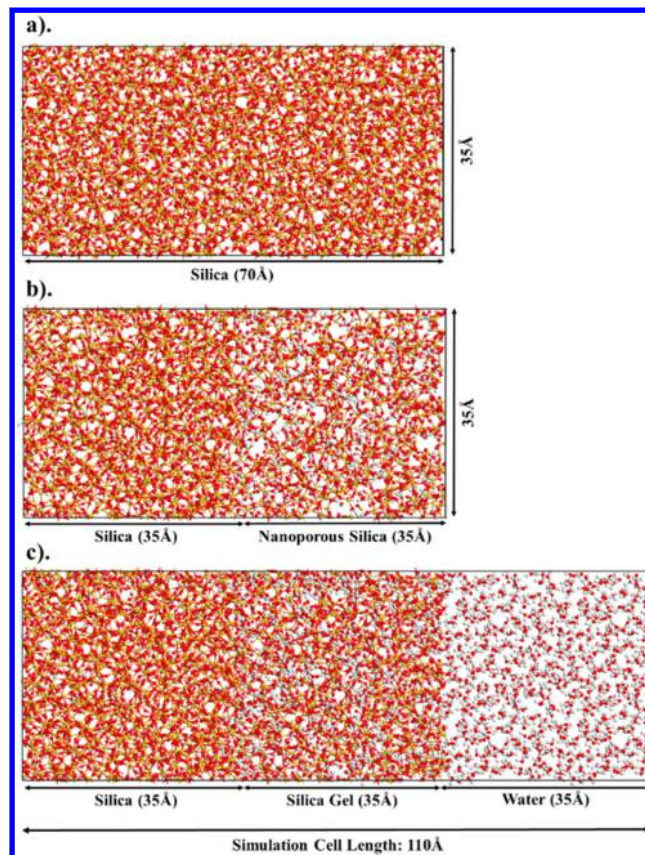 a).
35Å
Silica (70Å)
b).
35Å
Silica (35Å) Nanoporous Silica (35Å)
c).
Silica (35Å) Silica Gel (35Å) Water (35Å)
Simulation Cell Length: 110Å